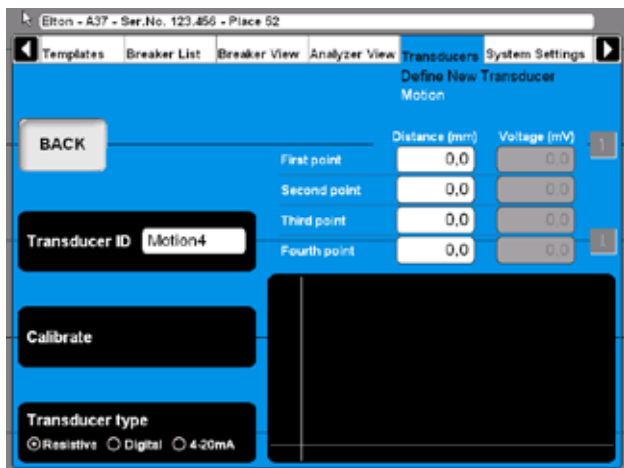 Elton - A37 - Ser.No. 123.456 - Place 52
Templates Breaker List Breaker View Analyzer View Transducers System Settings
Define New Transducer
Motion
BACK
Distance (mm) Voltage (mV)
First point 0,0 0,0
Second point 0,0 0,0
Third point 0,0 0,0
Fourth point 0,0 0,0
Transducer ID Motion4
Calibrate
Transducer type
Resistive Digital 4-20mA